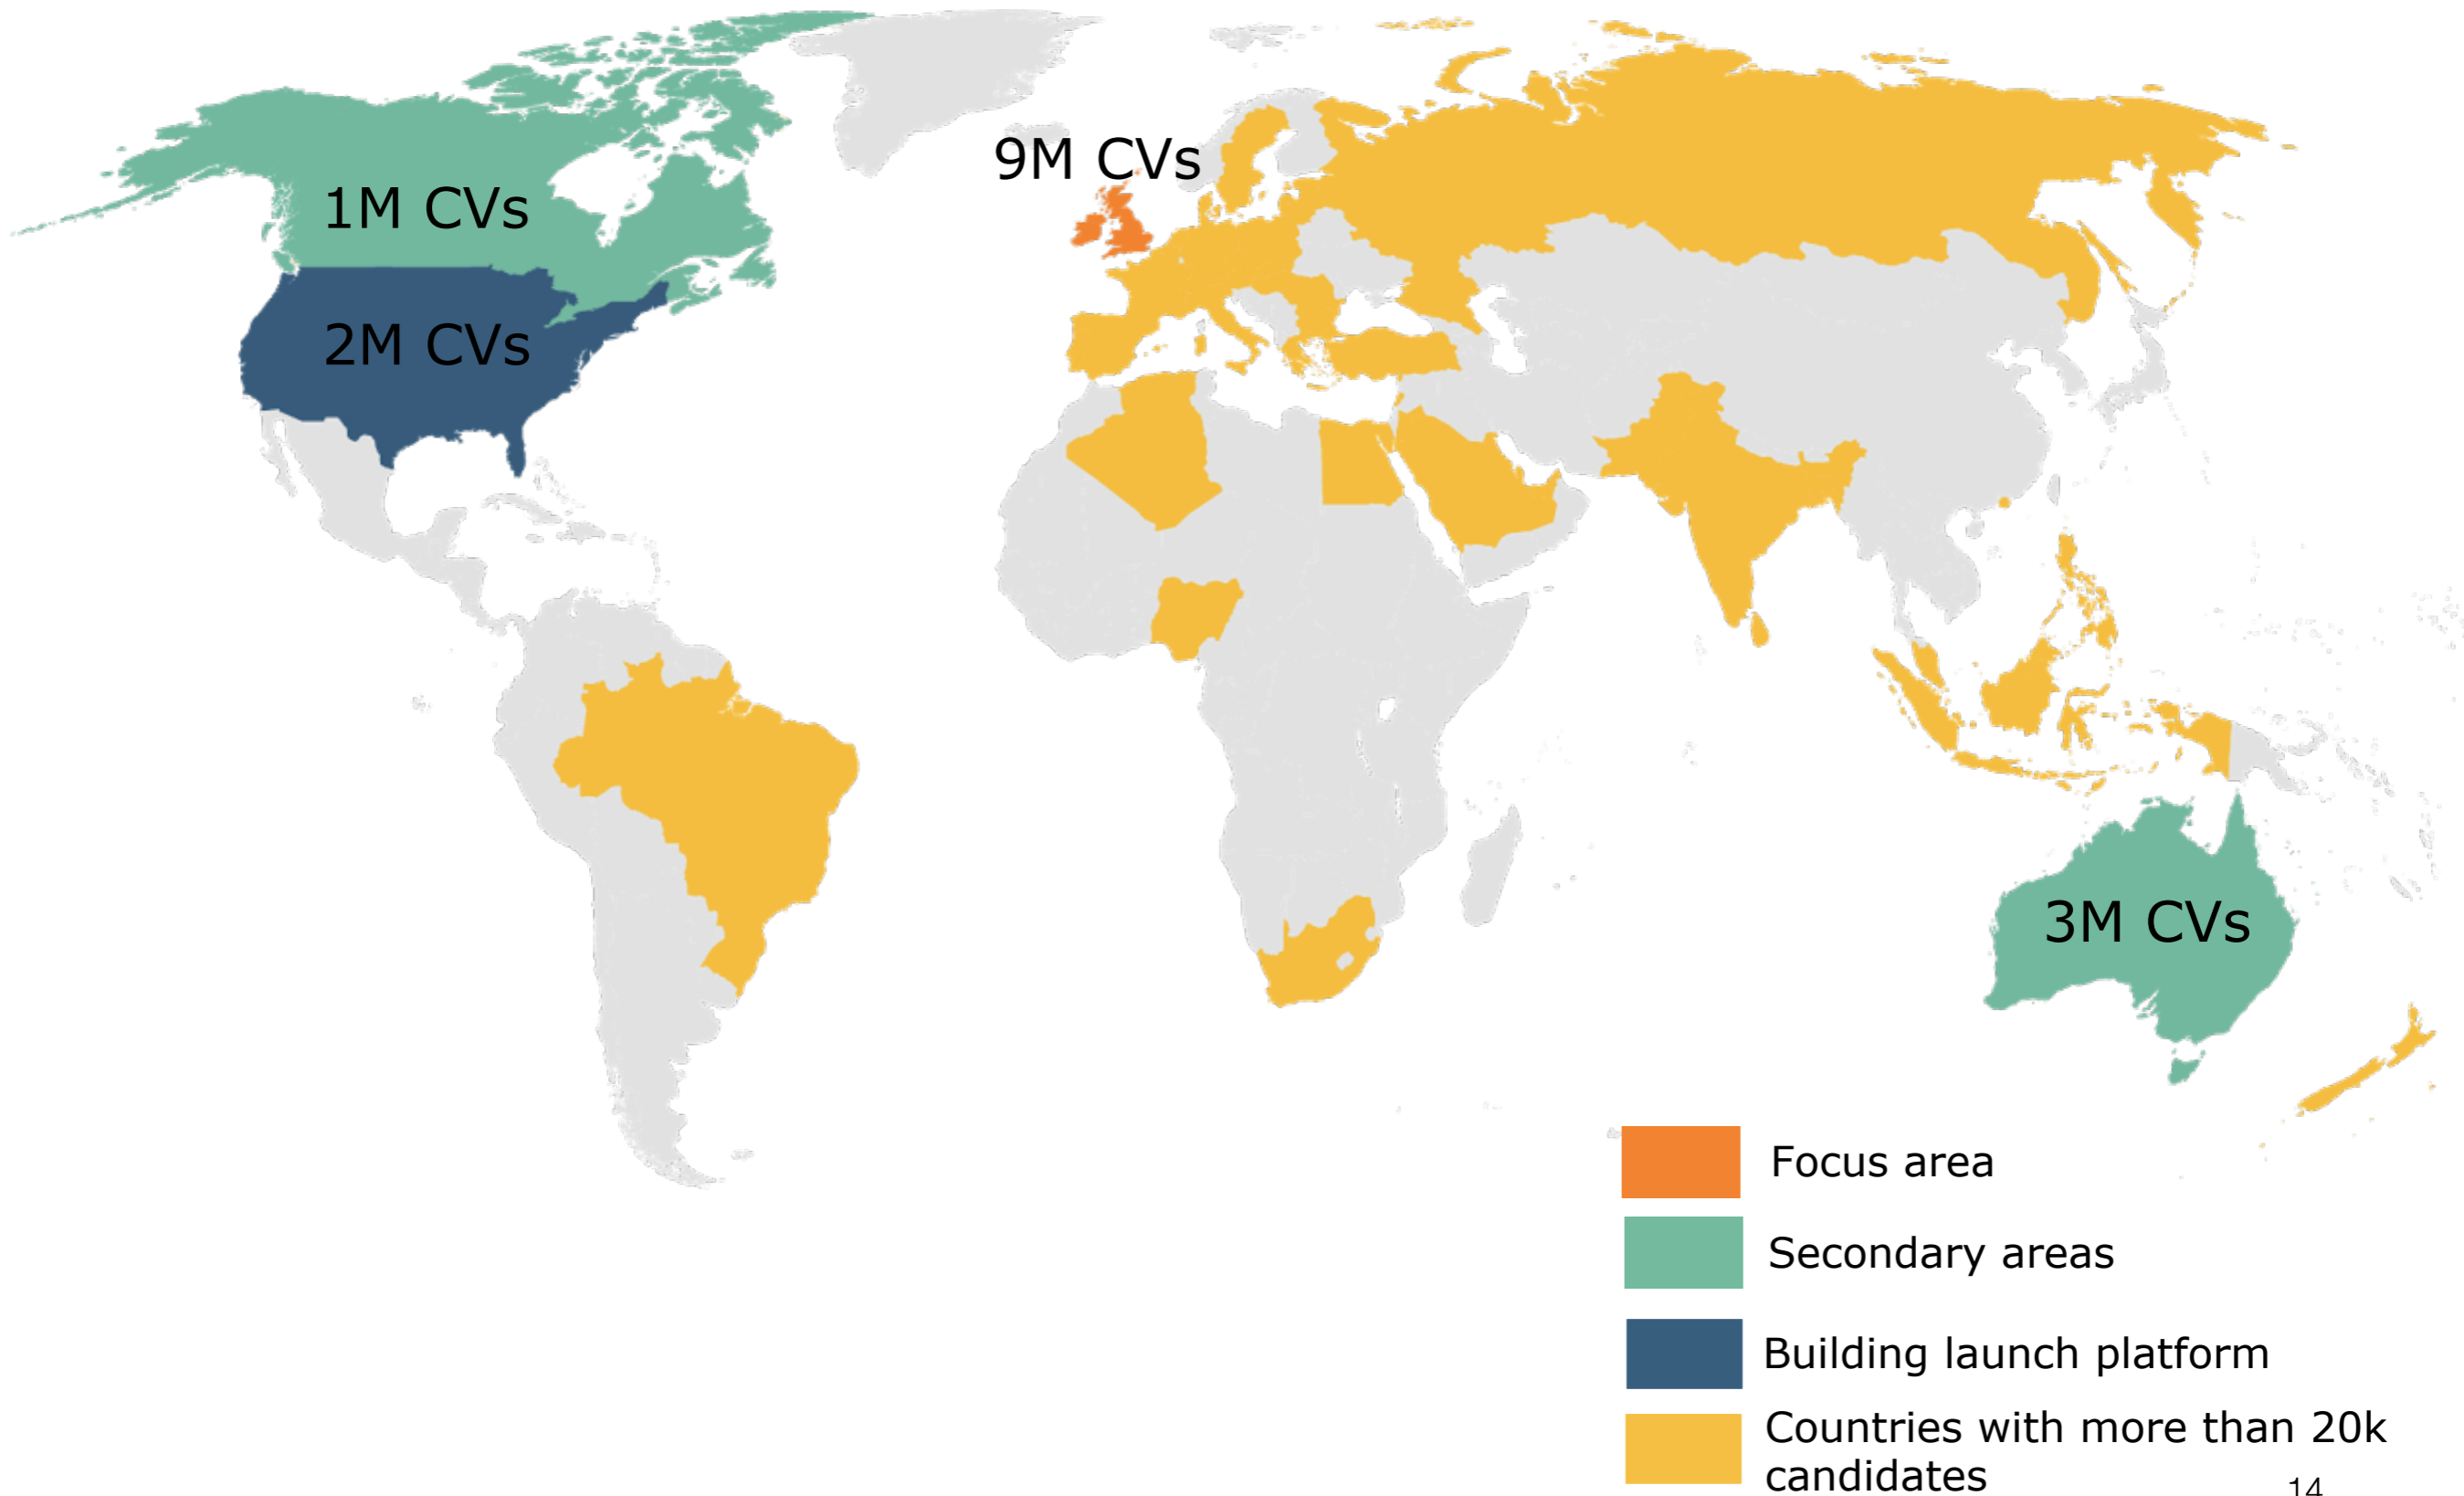 9M CVs
1M CVs
2M CVs
3M CVs
Focus area
Secondary areas
Building launch platform
Countries with more than 20k
candidates
14